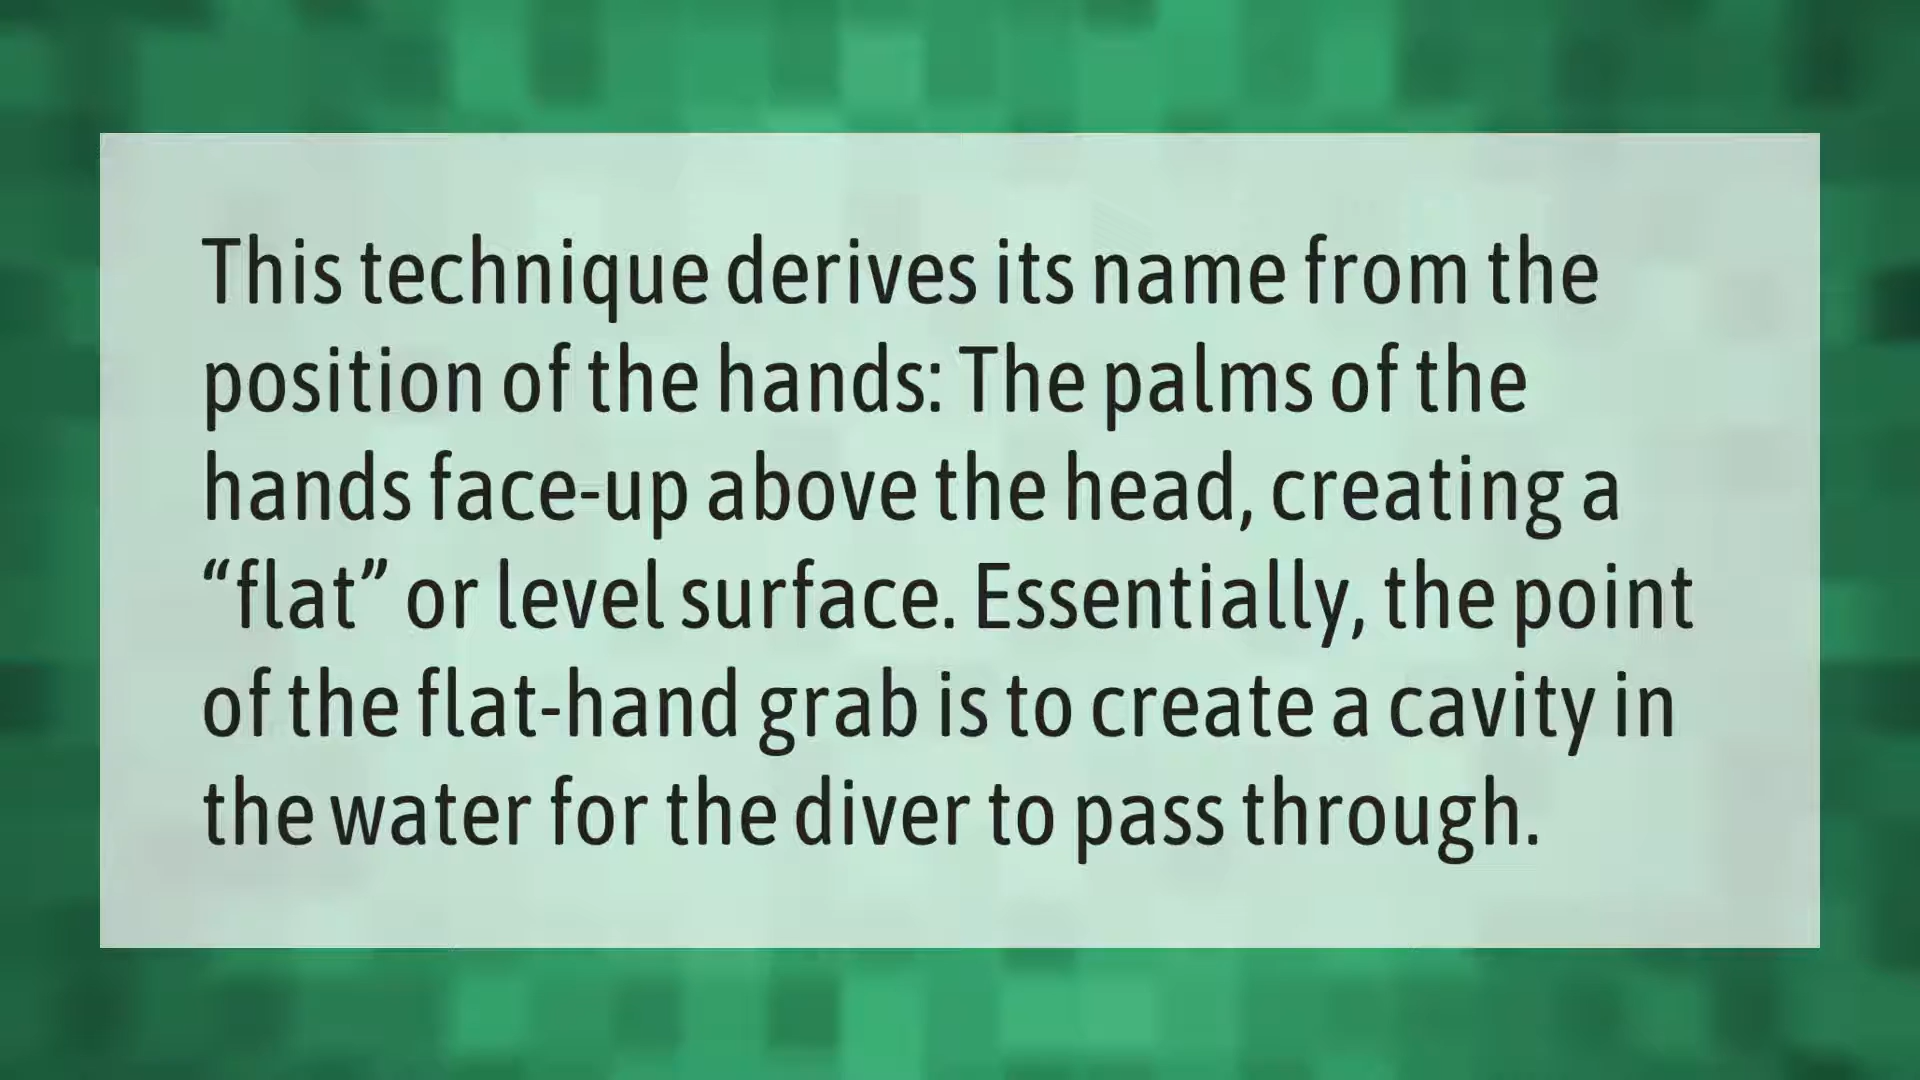 This technique derives its name from the
position of the hands: The palms of the
hands face-up above the head, creating a
“flat” or level surface. Essentially, the point
of the flat-hand grab is to create a cavity in
the water for the diver to pass through.